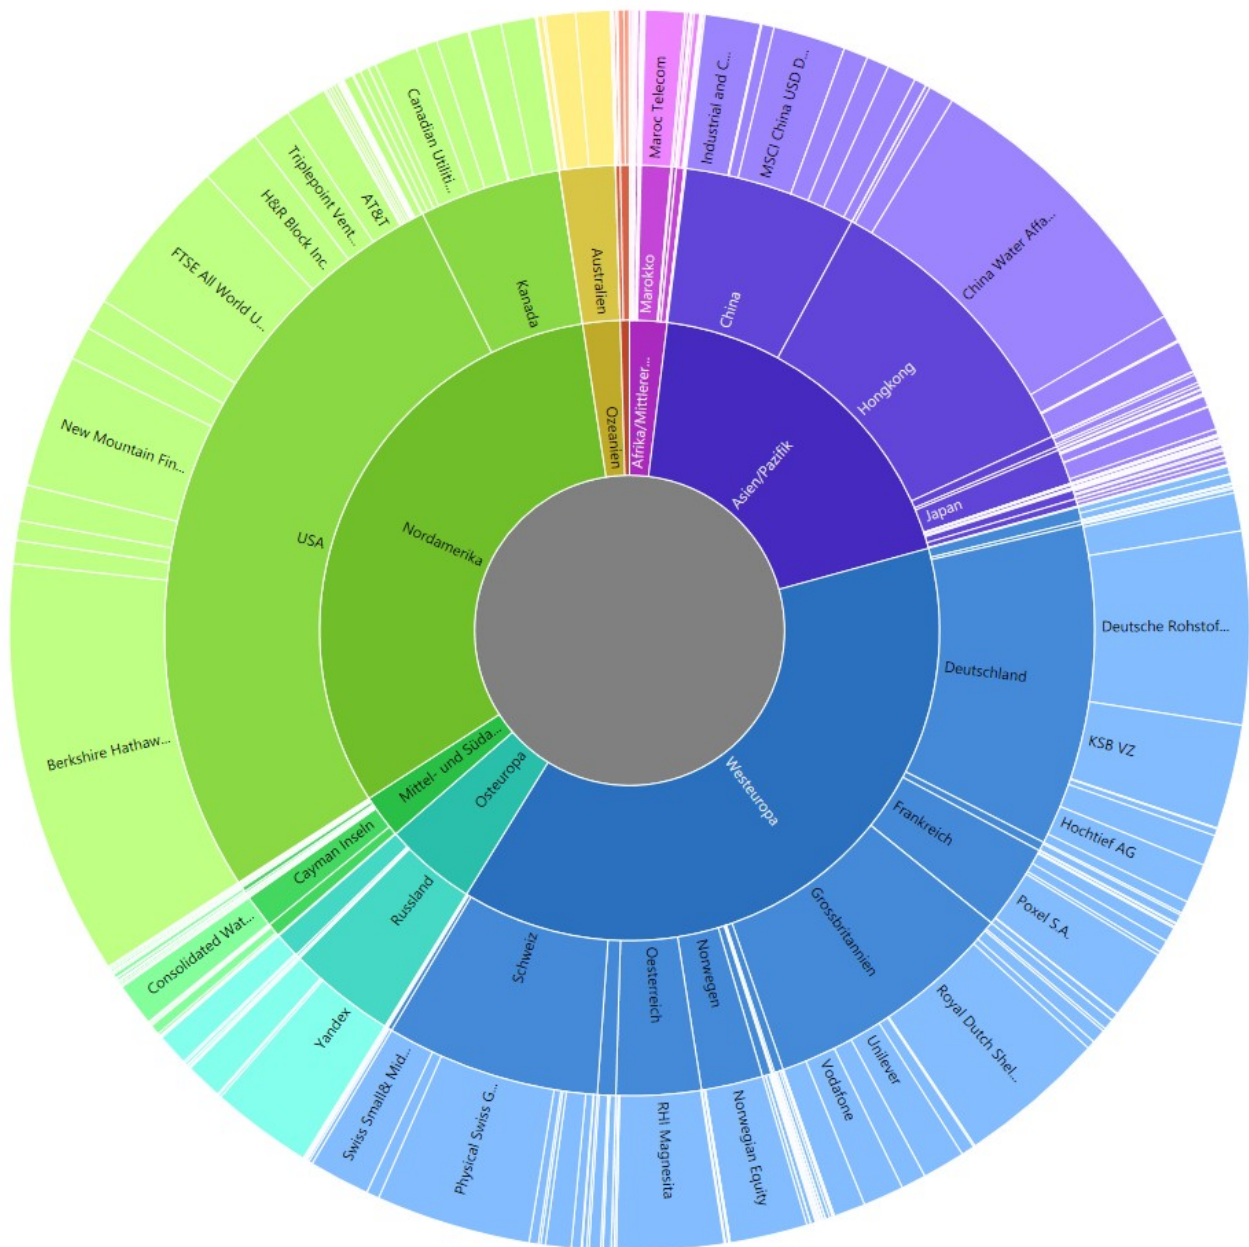 Nordamerika
Ozeanien
Afrika/Mittlerer...
Asien/Pazifik
Westeuropa
Osteuropa
Mittel- und Süda...
USA
Kanada
Australien
Marokko
China
Hongkong
Japan
Deutschland
Frankreich
Grossbritannien
Norwegen
Oesterreich
Schweiz
Russland
Cayman Inseln
Maroc Telecom
Industrial and C...
MSCI China USD D...
China Water Affa...
Deutsche Rohstof...
KSB VZ
Hochtief AG
Poxel S.A.
Royal Dutch Shel...
Unilever
Vodafone
Norwegian Equity
RHI Magnesita
Physical Swiss G...
Swiss Small& Mid...
Yandex
Consolidated Wat...
Berkshire Hathaw...
New Mountain Fin...
FTSE All World U...
H&R Block Inc.
Triplepoint Vent...
AT&T
Canadian Utiliti...